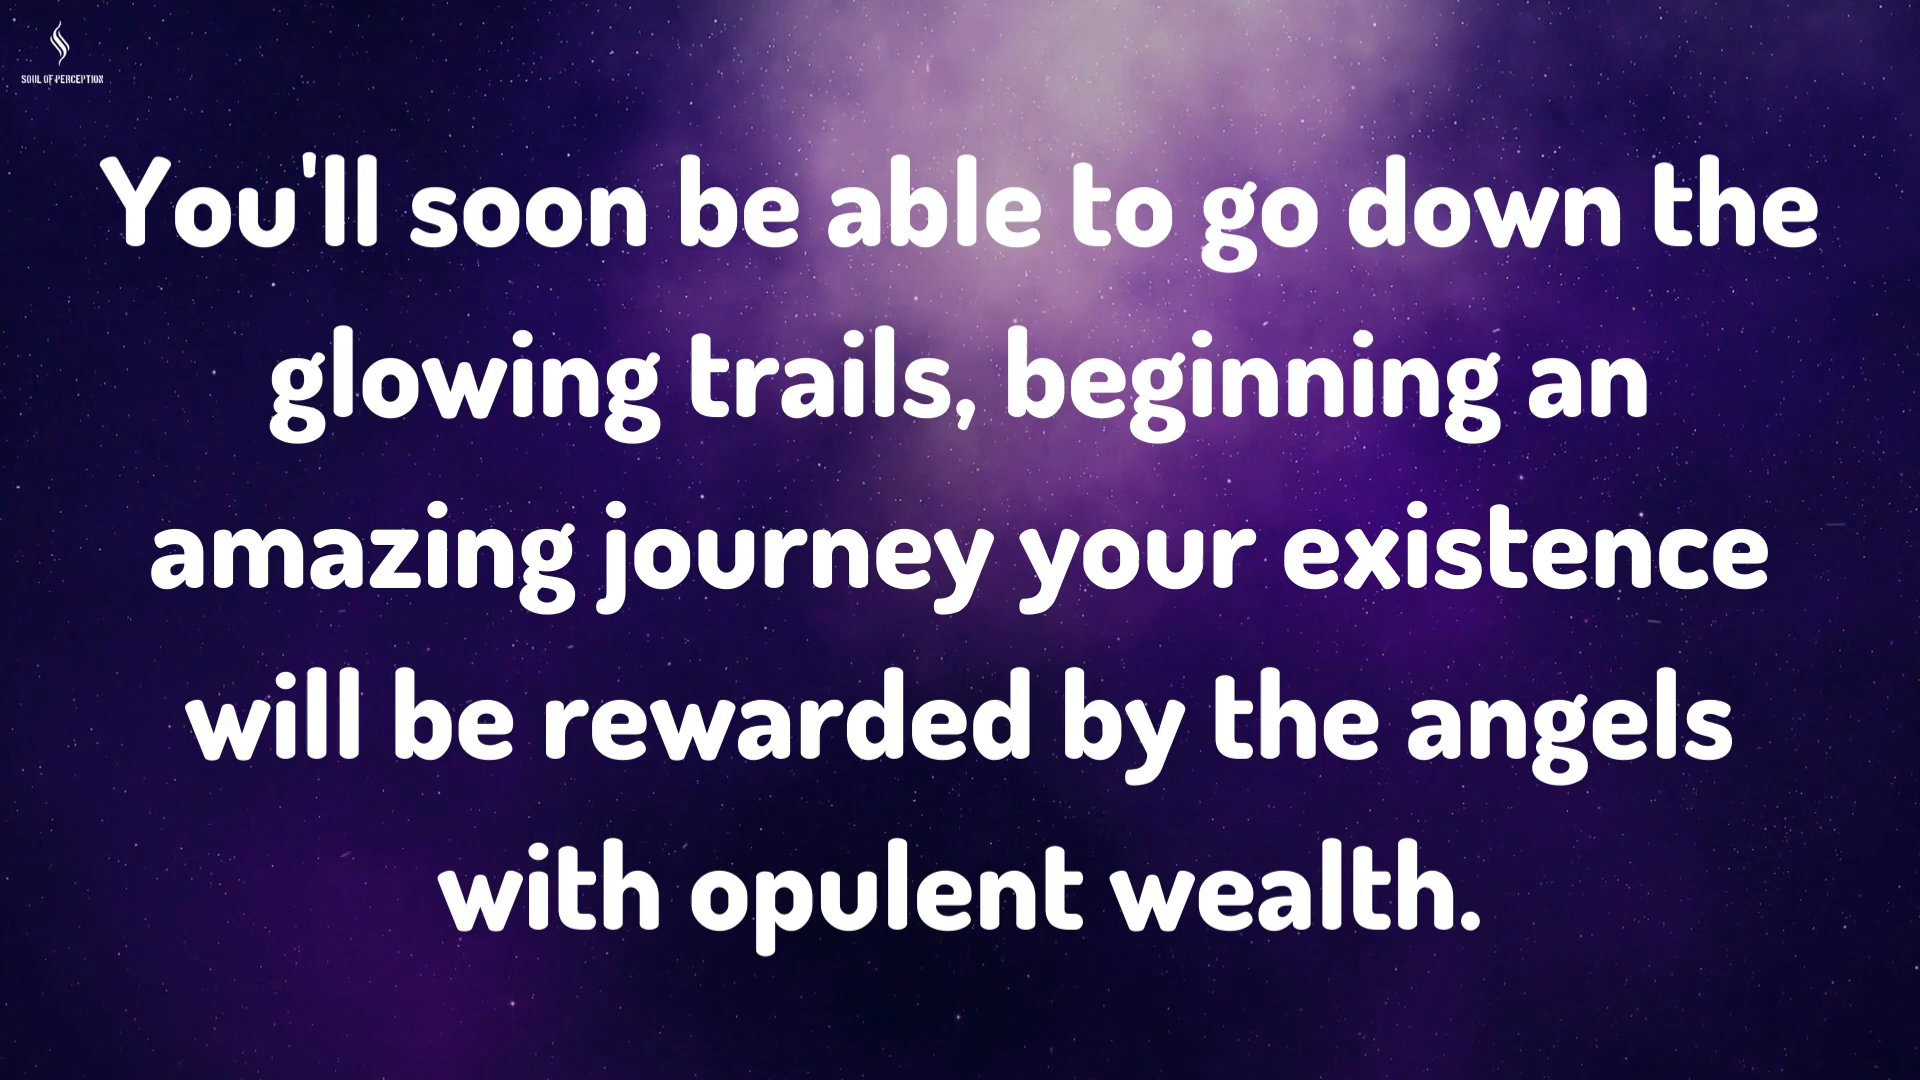 SOUL OF PERCEPTION
You'll soon be able to go down the
glowing trails, beginning an
amazing journey your existence
will be rewarded by the angels
with opulent wealth.